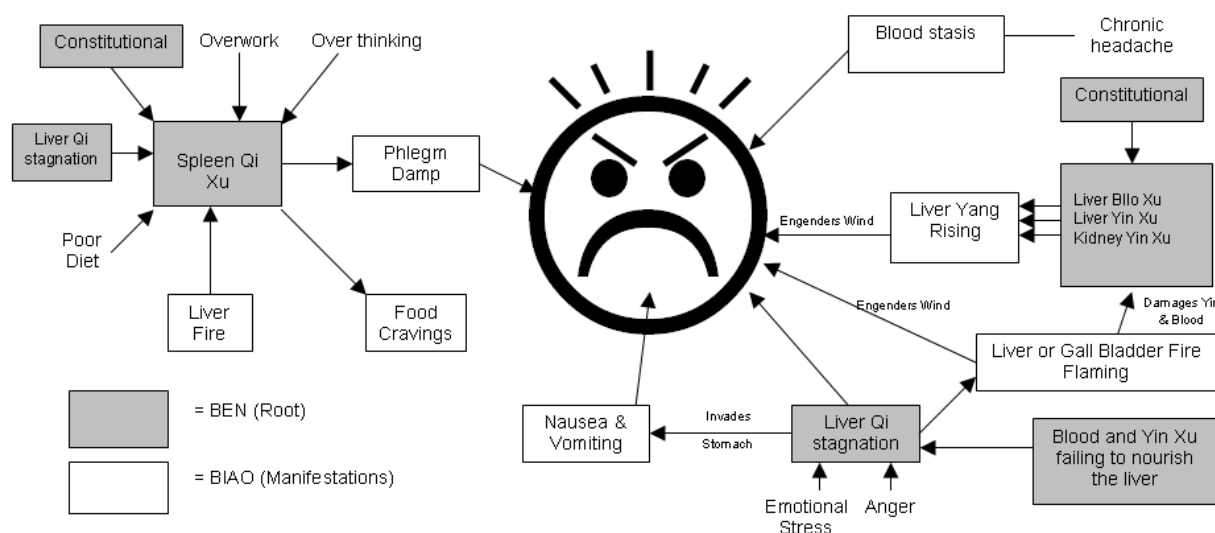 Constitutional
Overwork
Over thinking
Blood stasis
Chronic
headache
Constitutional
Liver Qi
stagnation
Spleen Qi
Xu
Phlegm
Damp
Liver Bllo Xu
Liver Yin Xu
Kidney Yin Xu
Liver Yang
Rising
Engenders Wind
Poor
Diet
Liver
Fire
Food
Cravings
Engenders Wind
Damages Yin
& Blood
Liver or Gall Bladder Fire
Flaming
= BEN (Root)
Nausea &
Vomiting
Invades
Stomach
Liver Qi
stagnation
Blood and Yin Xu
failing to nourish
the liver
= BIAO (Manifestations)
Emotional
Stress
Anger